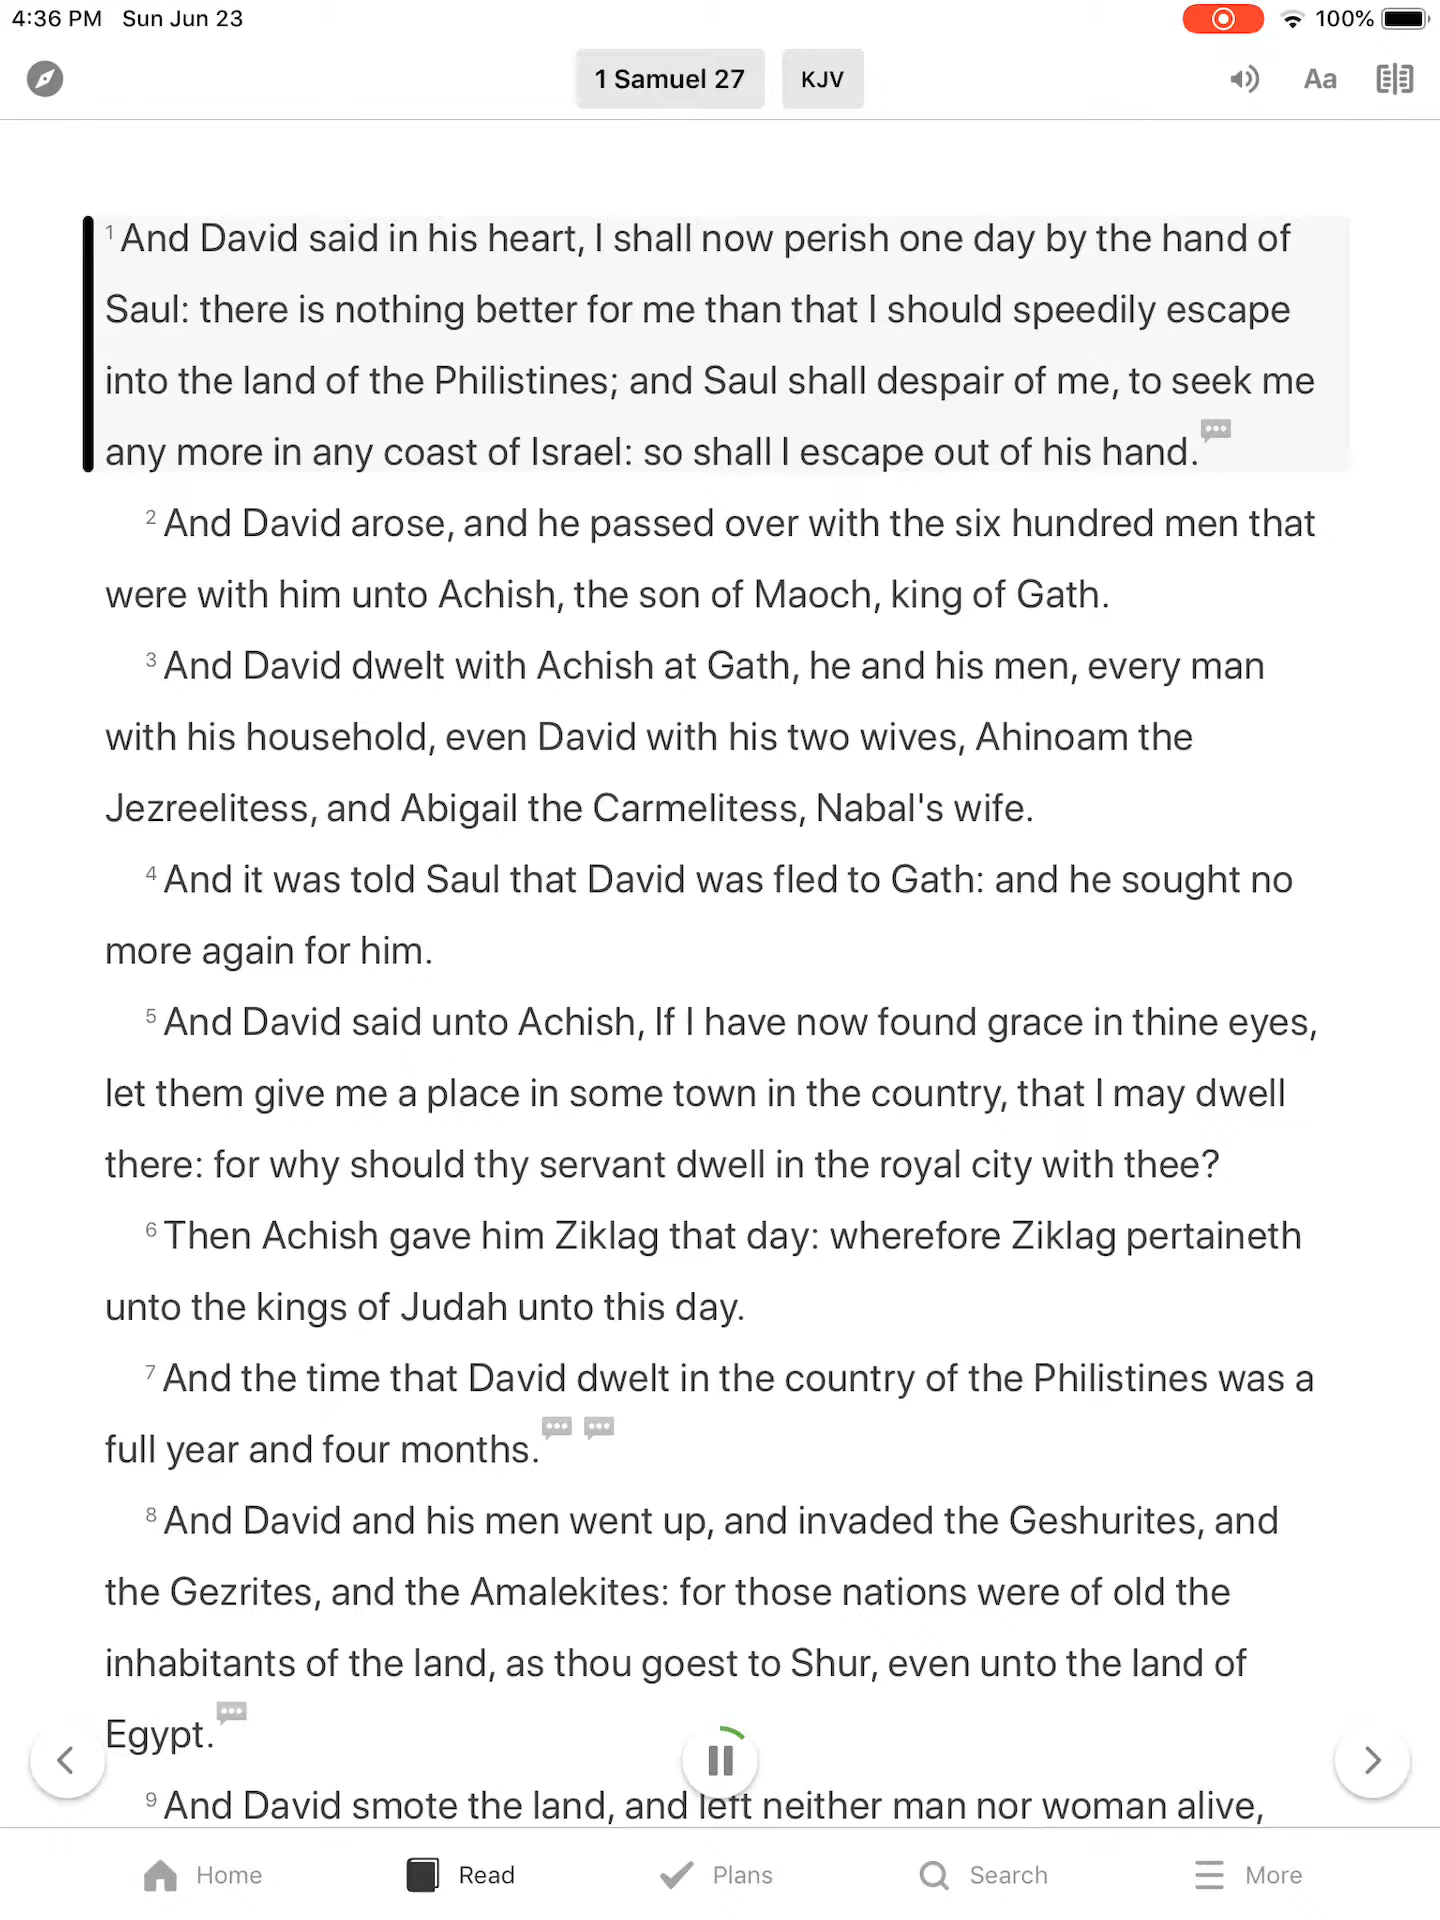 4:36 PM Sun Jun 23 100%
1 Samuel 27 KJV Aa
1 And David said in his heart, I shall now perish one day by the hand of
Saul: there is nothing better for me than that I should speedily escape
into the land of the Philistines; and Saul shall despair of me, to seek me
any more in any coast of Israel: so shall I escape out of his hand.
2 And David arose, and he passed over with the six hundred men that
were with him unto Achish, the son of Maoch, king of Gath.
3 And David dwelt with Achish at Gath, he and his men, every man
with his household, even David with his two wives, Ahinoam the
Jezreelitess, and Abigail the Carmelitess, Nabal's wife.
4 And it was told Saul that David was fled to Gath: and he sought no
more again for him.
5 And David said unto Achish, If I have now found grace in thine eyes,
let them give me a place in some town in the country, that I may dwell
there: for why should thy servant dwell in the royal city with thee?
6 Then Achish gave him Ziklag that day: wherefore Ziklag pertaineth
unto the kings of Judah unto this day.
7 And the time that David dwelt in the country of the Philistines was a
full year and four months.
8 And David and his men went up, and invaded the Geshurites, and
the Gezrites, and the Amalekites: for those nations were of old the
inhabitants of the land, as thou goest to Shur, even unto the land of
Egypt.
9 And David smote the land, and left neither man nor woman alive,
Home Read Plans Search More